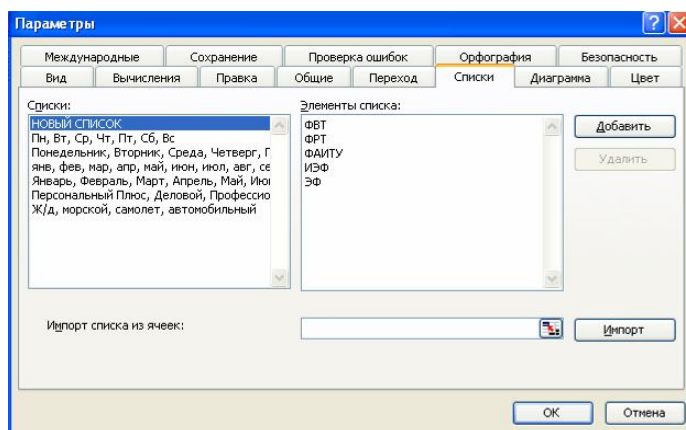 Параметры
Международные Сохранение Проверка ошибок Орфография Безопасность
Вид Вычисления Правка Общие Переход Списки Диаграмма Цвет
Списки: Элементы списка:
НОВЫЙ СПИСОК
Пн, Вт, Ср, Чт, Пт, Сб, Вс
Понедельник, Вторник, Среда, Четверг, Г
янв, фев, мар, апр, май, июн, июл, авг, се
Январь, Февраль, Март, Апрель, Май, Ию
Персональный Плюс, Деловой, Профессио
Ж/д, морской, самолет, автомобильный
ФВТ
ФРТ
ФАИТУ
ИЭФ
ЭФ
Добавить
Удалить
Импорт списка из ячеек:
Импорт
ОК Отмена